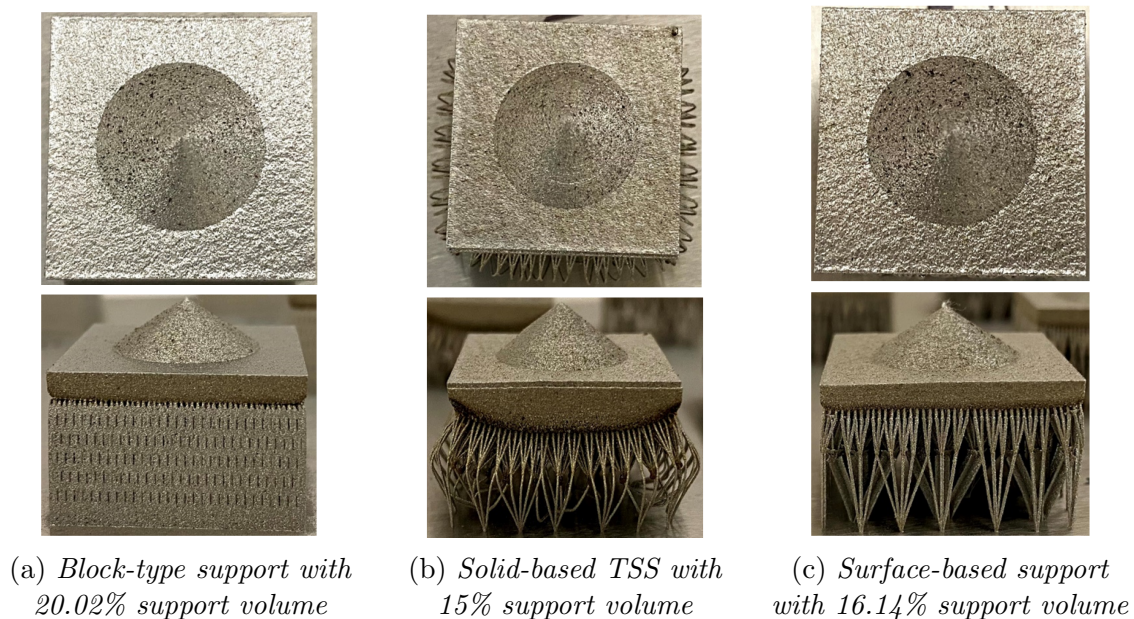 (a) Block-type support with
20.02% support volume
(b) Solid-based TSS with
15% support volume
(c) Surface-based support
with 16.14% support volume